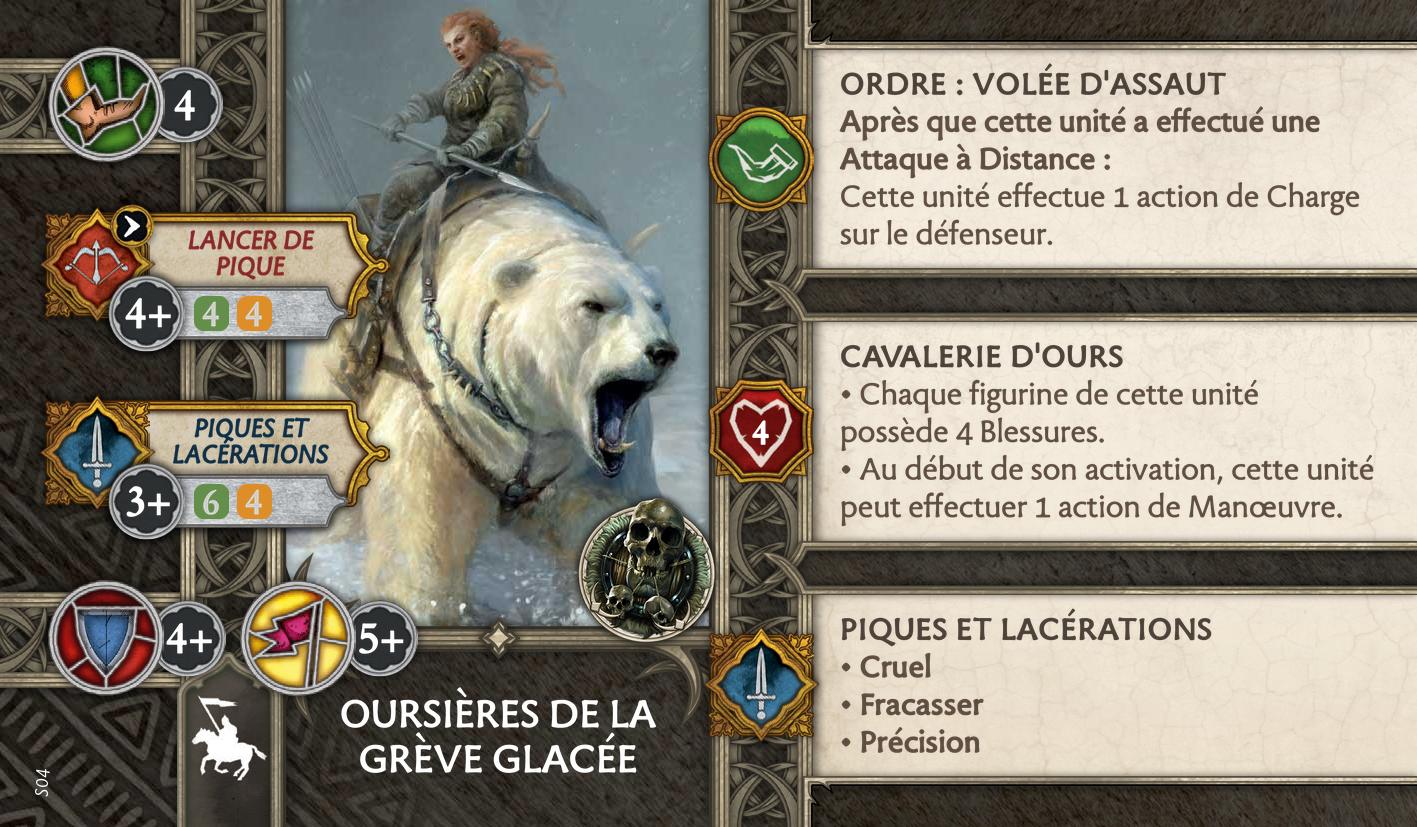 4
LANCER DE
PIQUE
4+ 4 4
PIQUES ET
LACÉRATIONS
3+ 6 4
4+ 5+
OURSIÈRES DE LA
GRÈVE GLACÉE
S04
ORDRE : VOLÉE D'ASSAUT
Après que cette unité a effectué une
Attaque à Distance :
Cette unité effectue 1 action de Charge
sur le défenseur.
4
CAVALERIE D'OURS
• Chaque figurine de cette unité
possède 4 Blessures.
• Au début de son activation, cette unité
peut effectuer 1 action de Manœuvre.
PIQUES ET LACÉRATIONS
• Cruel
• Fracasser
• Précision